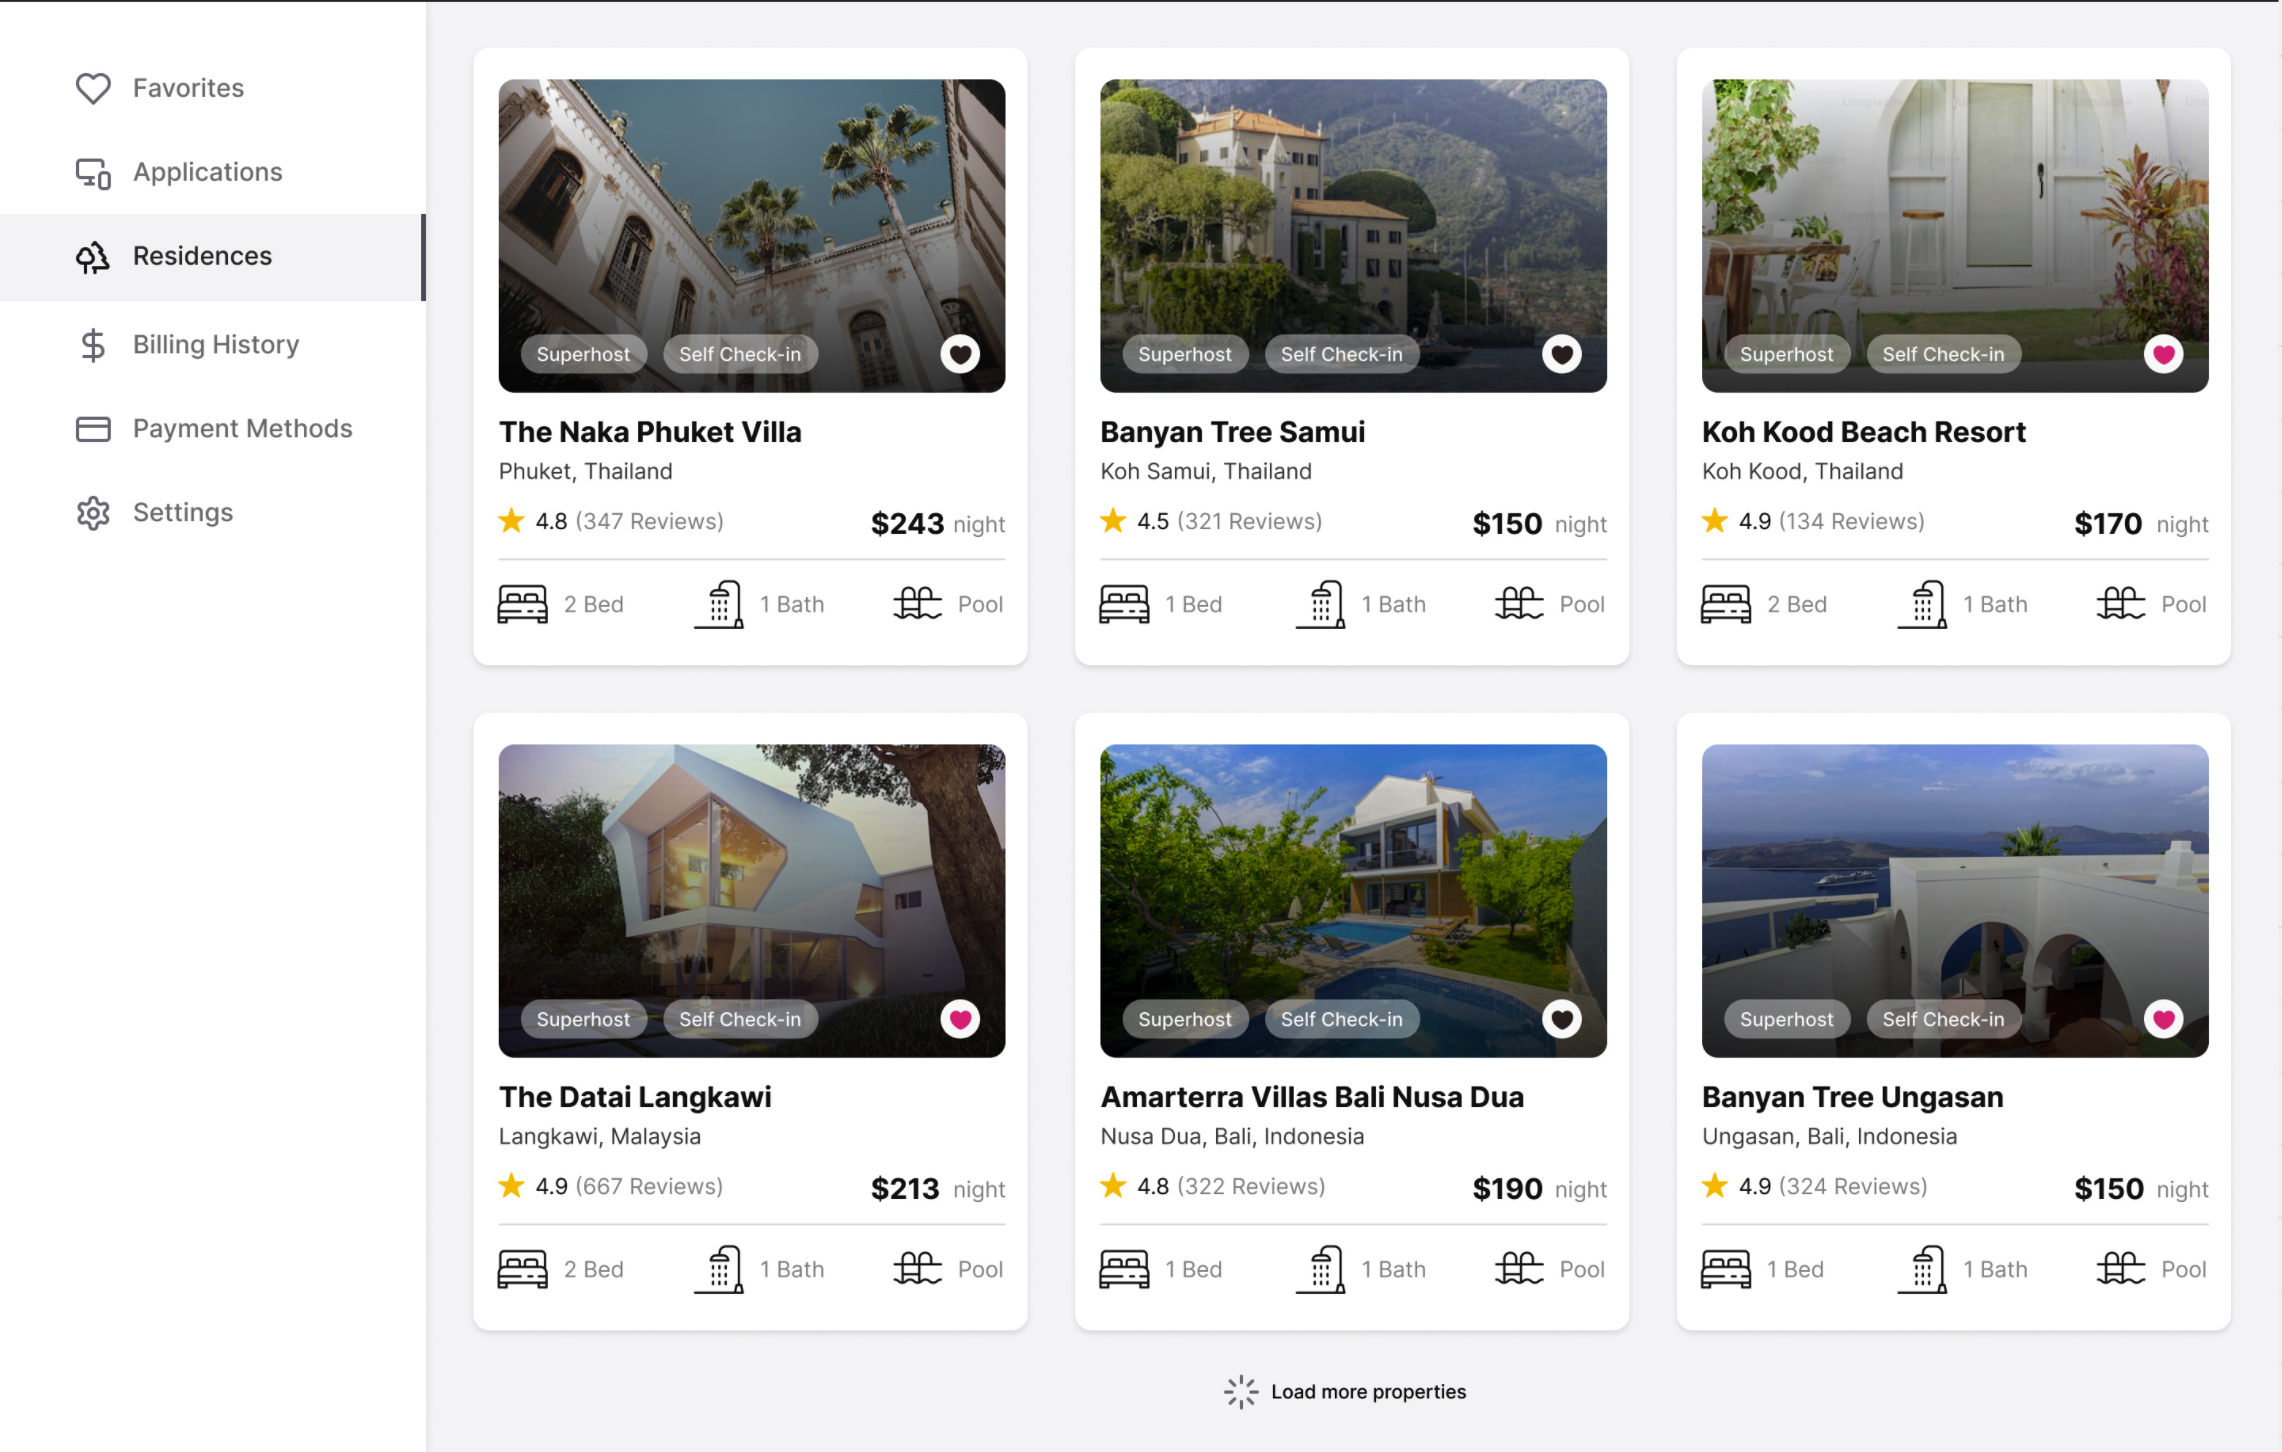 Favorites
Applications
Residences
Billing History
Payment Methods
Settings
Superhost Self Check-in
The Naka Phuket Villa
Phuket, Thailand
4.8 (347 Reviews) $243 night
2 Bed 1 Bath Pool
Superhost Self Check-in
Banyan Tree Samui
Koh Samui, Thailand
4.5 (321 Reviews) $150 night
1 Bed 1 Bath Pool
Superhost Self Check-in
Koh Kood Beach Resort
Koh Kood, Thailand
4.9 (134 Reviews) $170 night
2 Bed 1 Bath Pool
Superhost Self Check-in
The Datai Langkawi
Langkawi, Malaysia
4.9 (667 Reviews) $213 night
2 Bed 1 Bath Pool
Superhost Self Check-in
Amarterra Villas Bali Nusa Dua
Nusa Dua, Bali, Indonesia
4.8 (322 Reviews) $190 night
1 Bed 1 Bath Pool
Superhost Self Check-in
Banyan Tree Ungasan
Ungasan, Bali, Indonesia
4.9 (324 Reviews) $150 night
1 Bed 1 Bath Pool
Load more properties